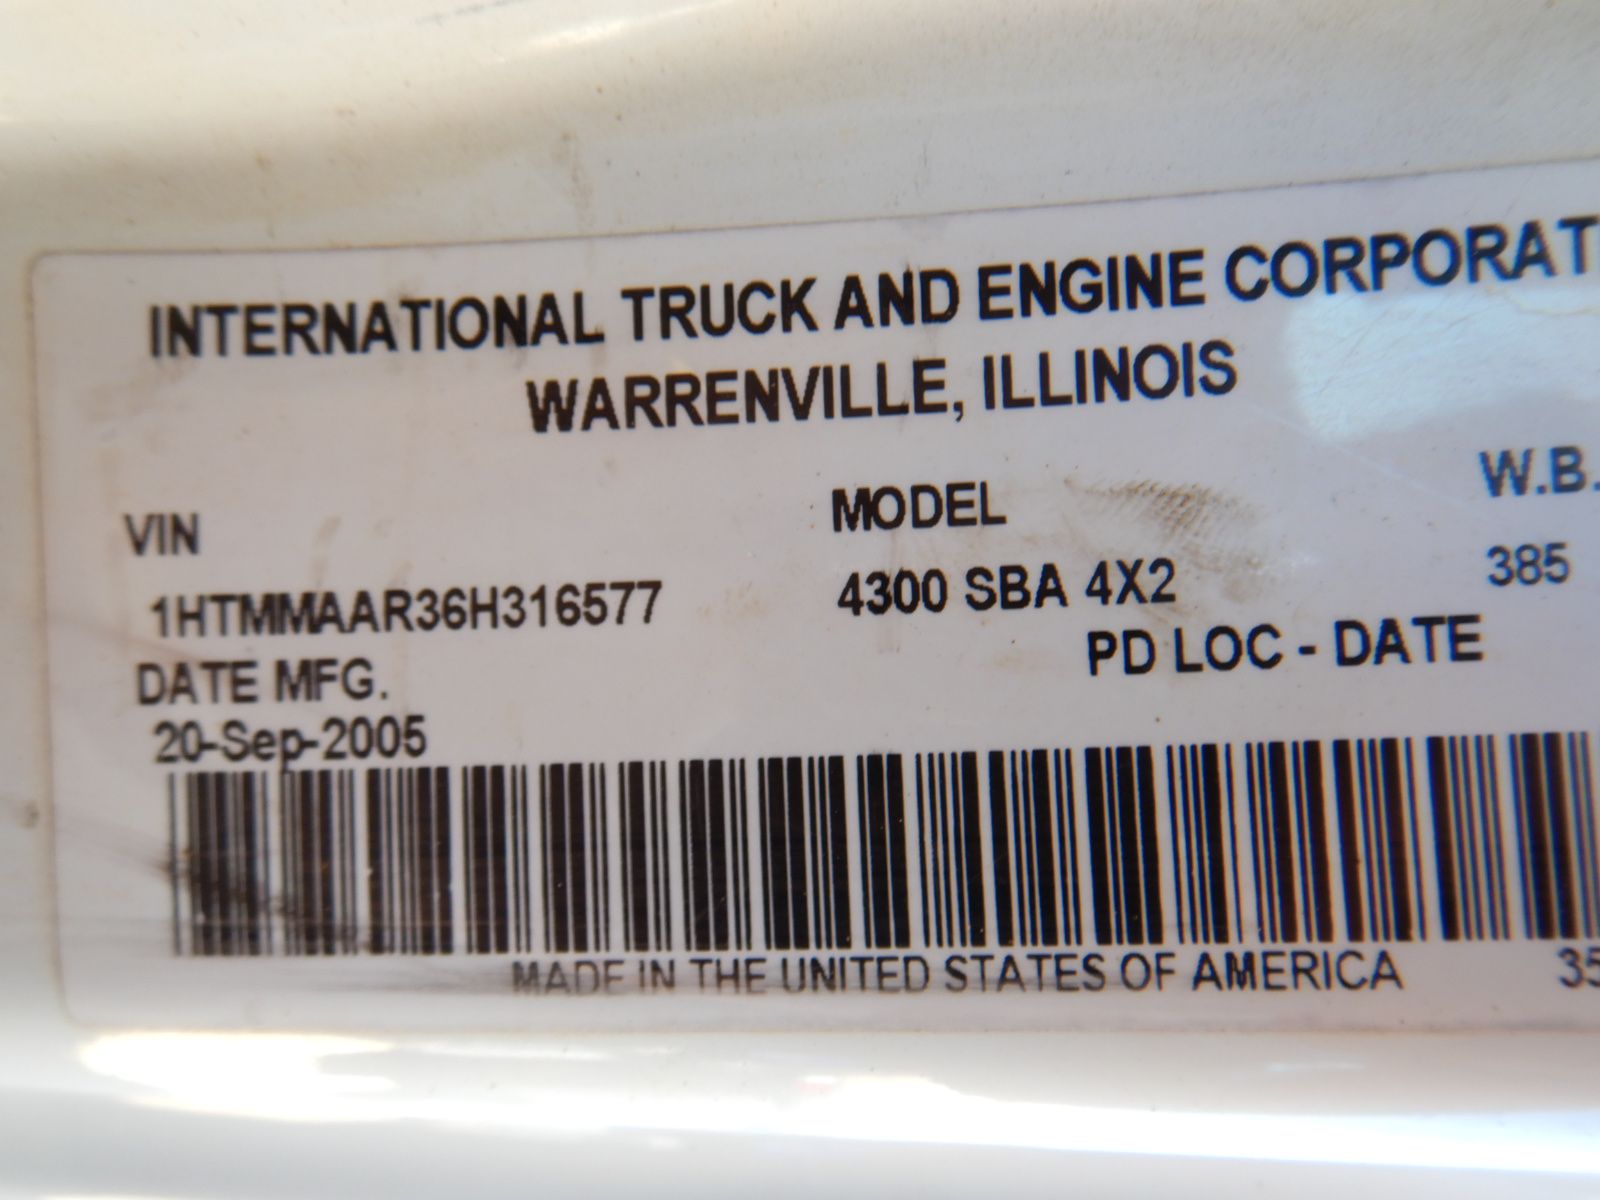 INTERNATIONAL TRUCK AND ENGINE CORPORAT
WARRENVILLE, ILLINOIS
VIN MODEL W.B.
1HTMMAAR36H316577 4300 SBA 4X2 385
DATE MFG. PD LOC - DATE
20-Sep-2005
MADE IN THE UNITED STATES OF AMERICA 35